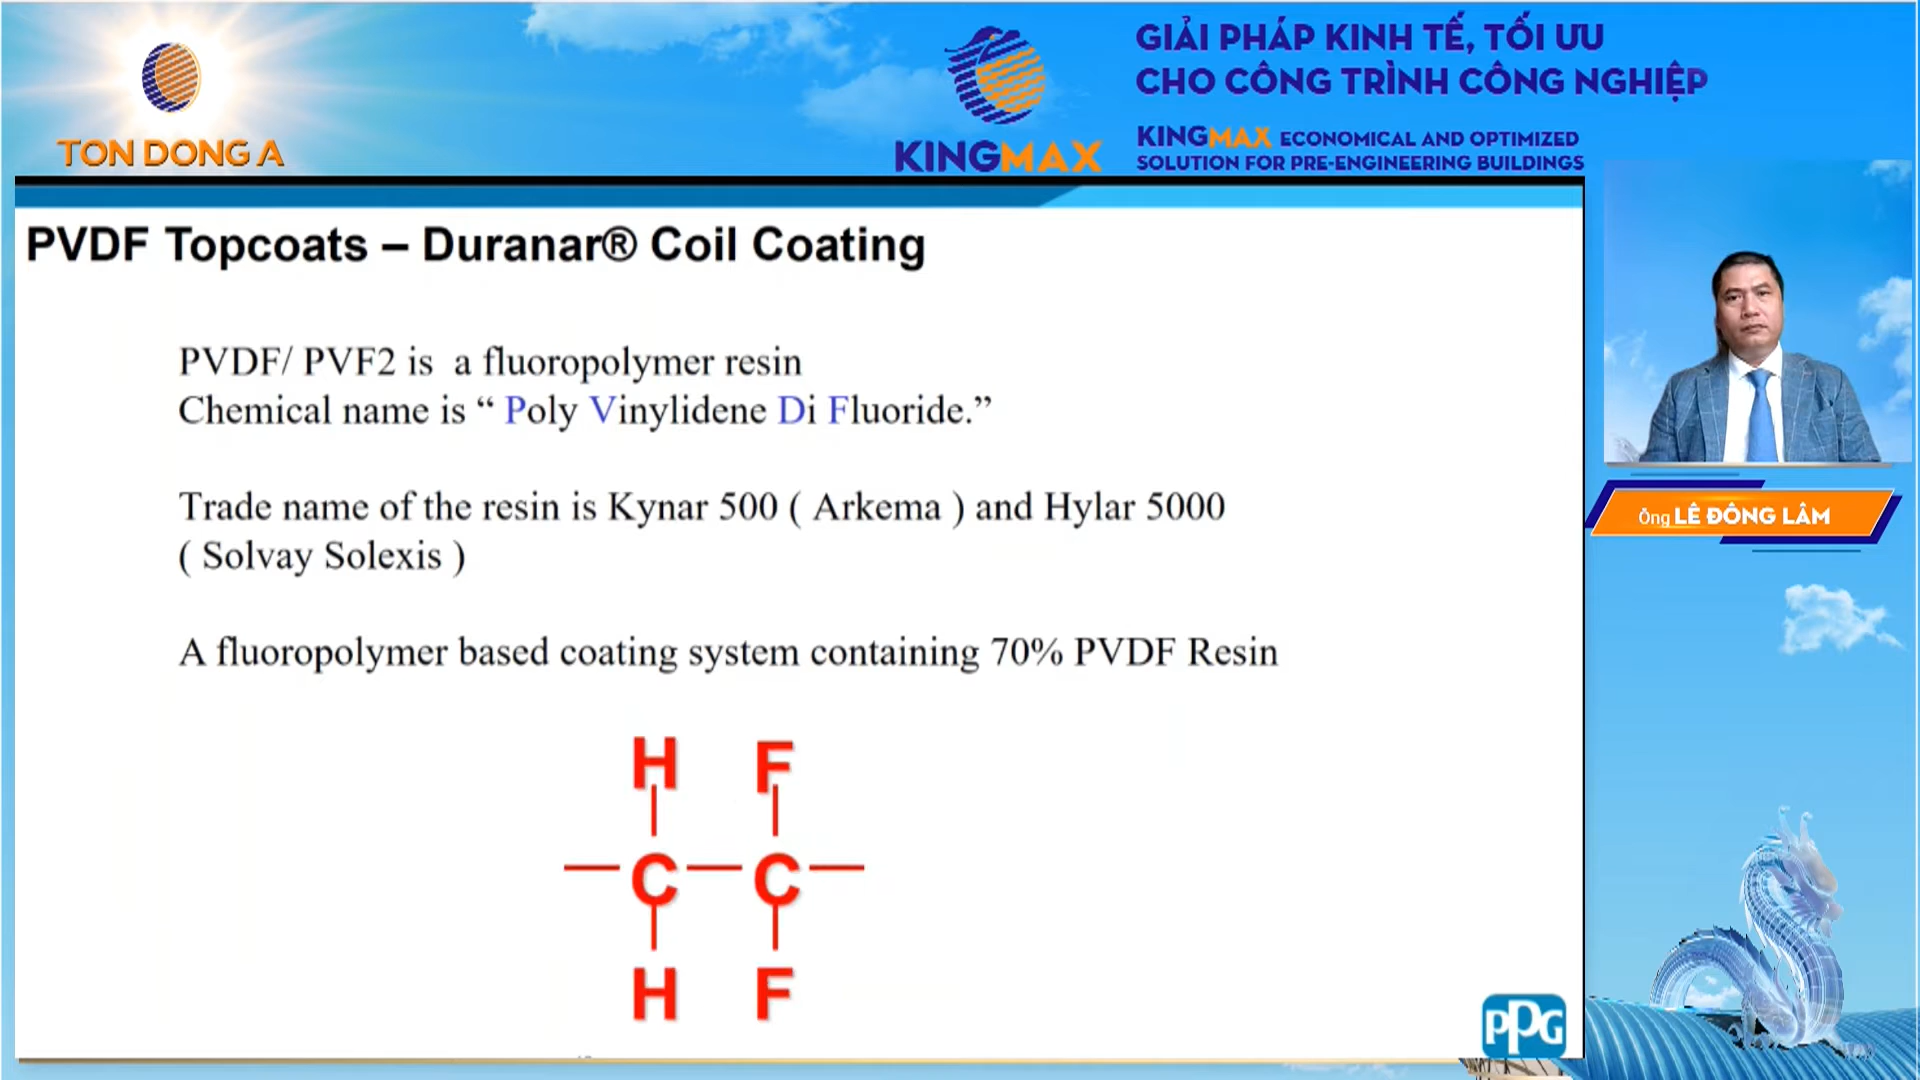 TON DONG A
KINGMAX
GIẢI PHÁP KINH TẾ, TỐI ƯU
CHO CÔNG TRÌNH CÔNG NGHIỆP
KINGMAX ECONOMICAL AND OPTIMIZED
SOLUTION FOR PRE-ENGINEERING BUILDINGS
PVDF Topcoats – Duranar® Coil Coating
PVDF/ PVF2 is a fluoropolymer resin
Chemical name is “ Poly Vinylidene Di Fluoride.”
Trade name of the resin is Kynar 500 ( Arkema ) and Hylar 5000
( Solvay Solexis )
A fluoropolymer based coating system containing 70% PVDF Resin
H F
C C
H F
PPG
Ông LÊ ĐÔNG LÂM